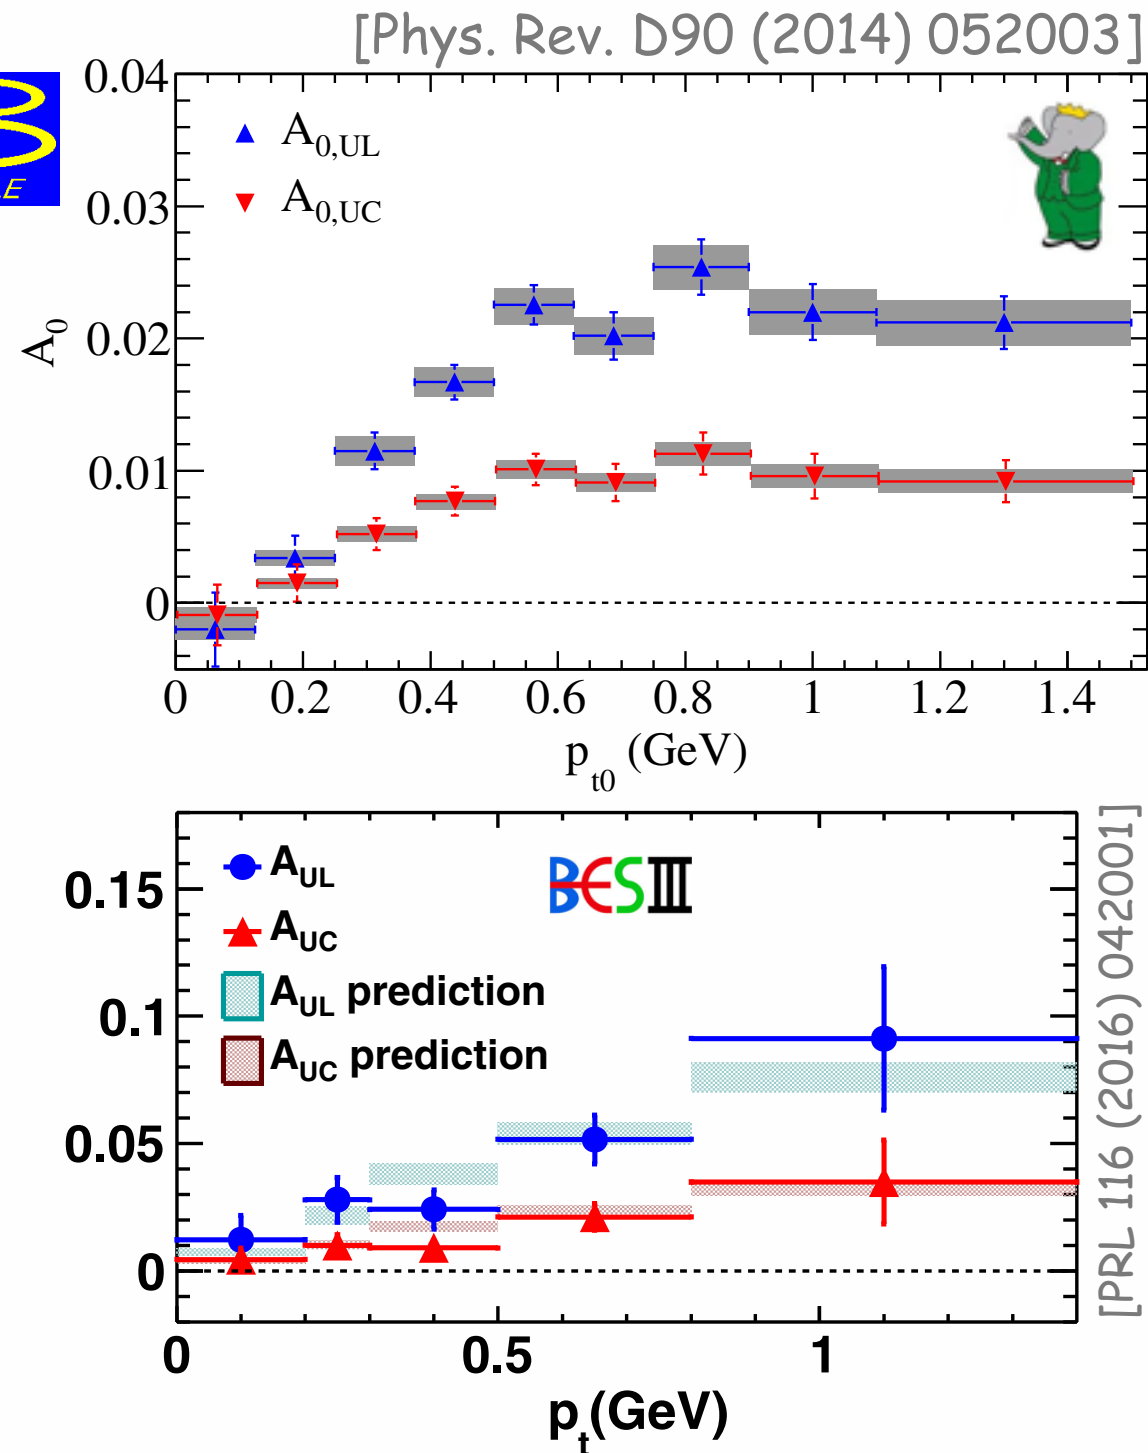 [Phys. Rev. D90 (2014) 052003]
0.04
0.03
0.02
0.01
0
A0
A0,UL
A0,UC
LE
0 0.2 0.4 0.6 0.8 1 1.2 1.4
pt0 (GeV)
0.15
0.1
0.05
0
AUL
AUC
AUL prediction
AUC prediction
BESIII
0 0.5 1
pt(GeV)
[PRL 116 (2016) 042001]